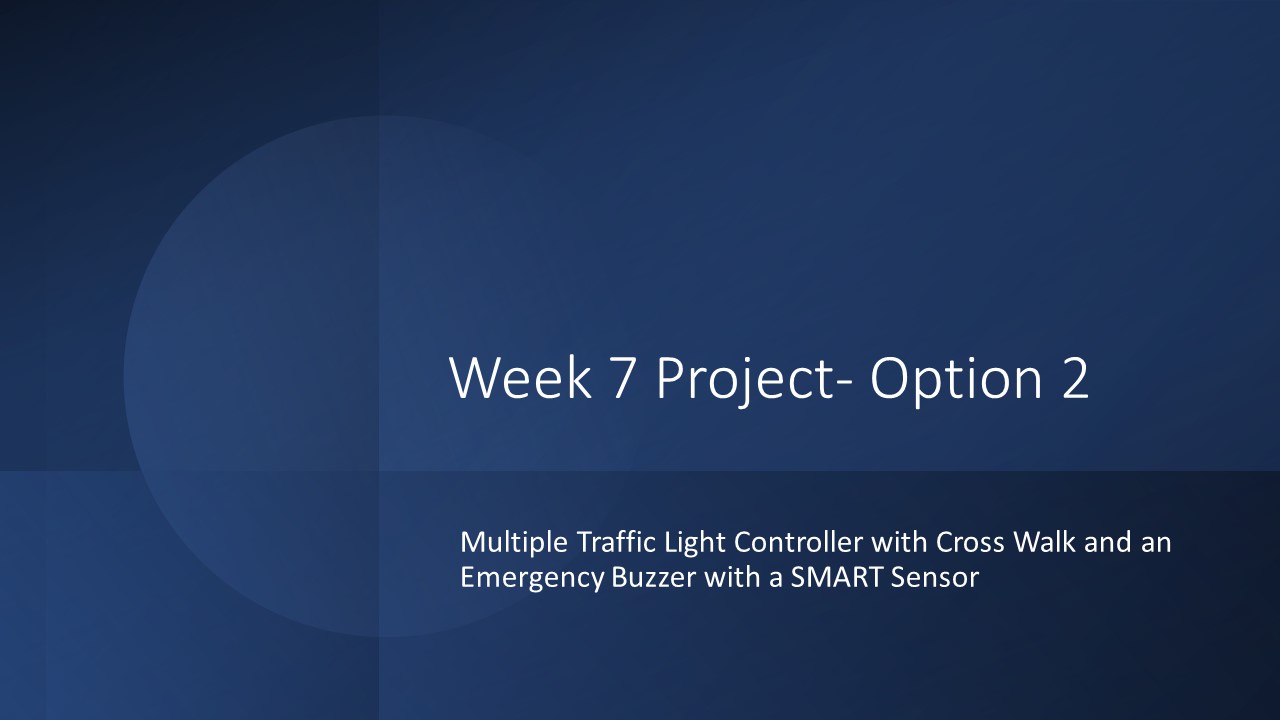 Week 7 Project- Option 2
Multiple Traffic Light Controller with Cross Walk and an
Emergency Buzzer with a SMART Sensor